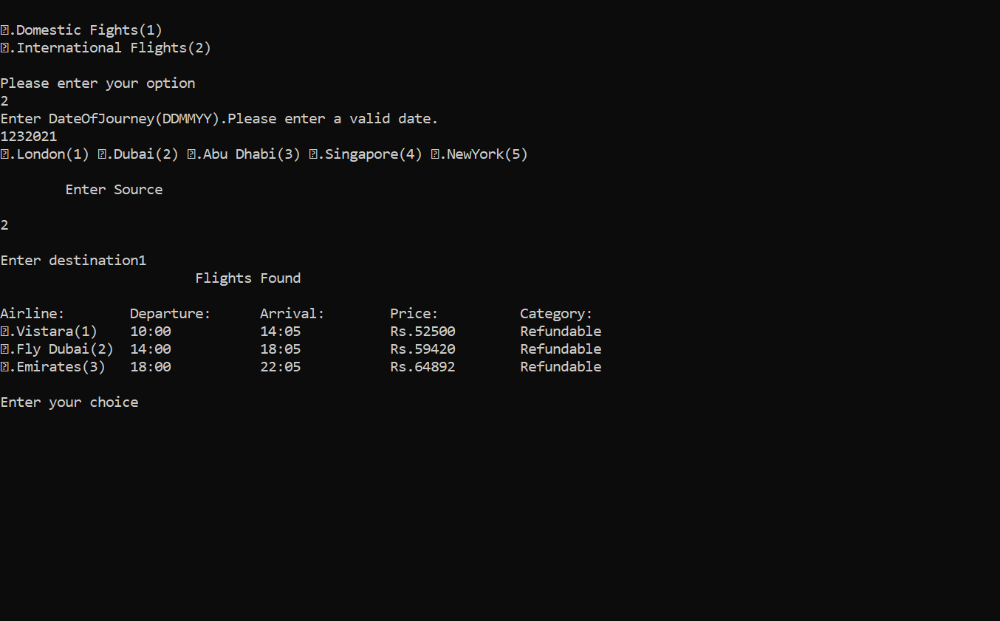 ⍰.Domestic Fights(1)
⍰.International Flights(2)
Please enter your option
2
Enter DateOfJourney(DDMMYY).Please enter a valid date.
1232021
⍰.London(1) ⍰.Dubai(2) ⍰.Abu Dhabi(3) ⍰.Singapore(4) ⍰.NewYork(5)
Enter Source
2
Enter destination1
Flights Found
Airline: Departure: Arrival: Price: Category:
⍰.Vistara(1) 10:00 14:05 Rs.52500 Refundable
⍰.Fly Dubai(2) 14:00 18:05 Rs.59420 Refundable
⍰.Emirates(3) 18:00 22:05 Rs.64892 Refundable
Enter your choice